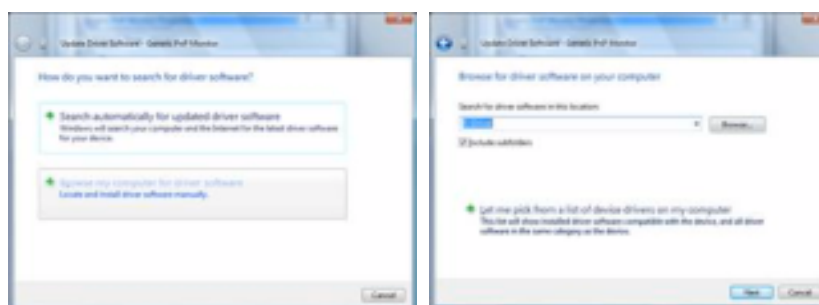 Update Driver Software - Generic PnP Monitor
How do you want to search for driver software?
Search automatically for updated driver software
Windows will search your computer and the Internet for the latest driver software
for your device.
Browse my computer for driver software
Locate and install driver software manually.
Cancel
Update Driver Software - Generic PnP Monitor
Browse for driver software on your computer
Search for driver software in this location:
Browse...
Include subfolders
Let me pick from a list of device drivers on my computer
This list will show installed driver software compatible with the device, and all driver
software in the same category as the device.
Next Cancel